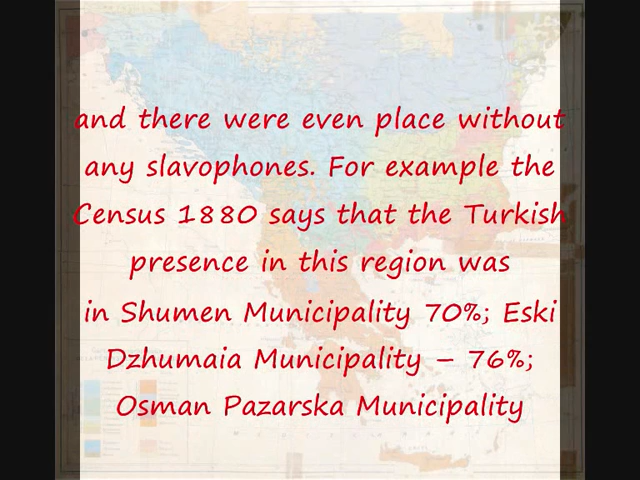 and there were even place without
any slavophones. For example the
Census 1880 says that the Turkish
presence in this region was
in Shumen Municipality 70%; Eski
Dzhumaia Municipality – 76%;
Osman Pazarska Municipality